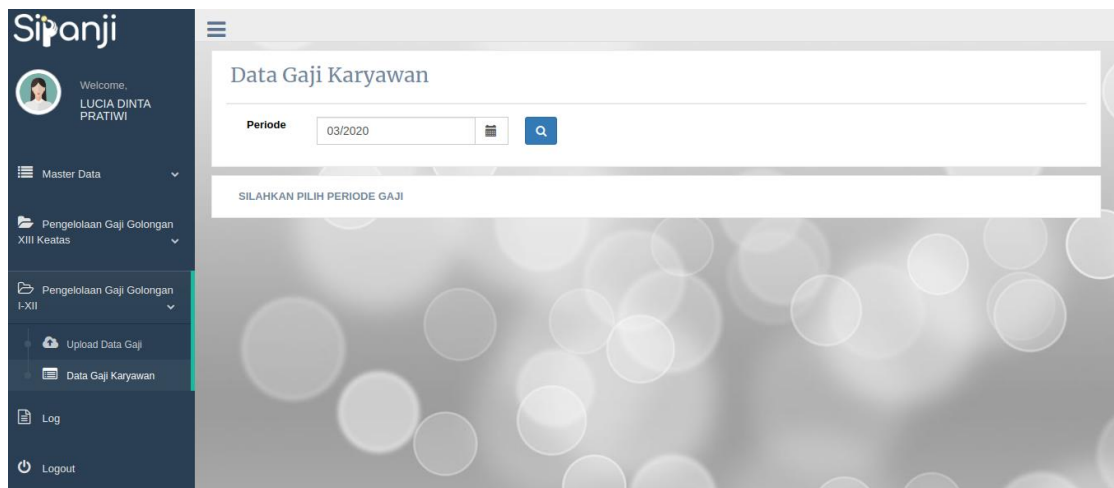 Sipanji
Welcome,
LUCIA DINTA
PRATIWI
Master Data
Pengelolaan Gaji Golongan
XIII Keatas
Pengelolaan Gaji Golongan
I-XII
Upload Data Gaji
Data Gaji Karyawan
Log
Logout
Data Gaji Karyawan
Periode
03/2020
SILAHKAN PILIH PERIODE GAJI